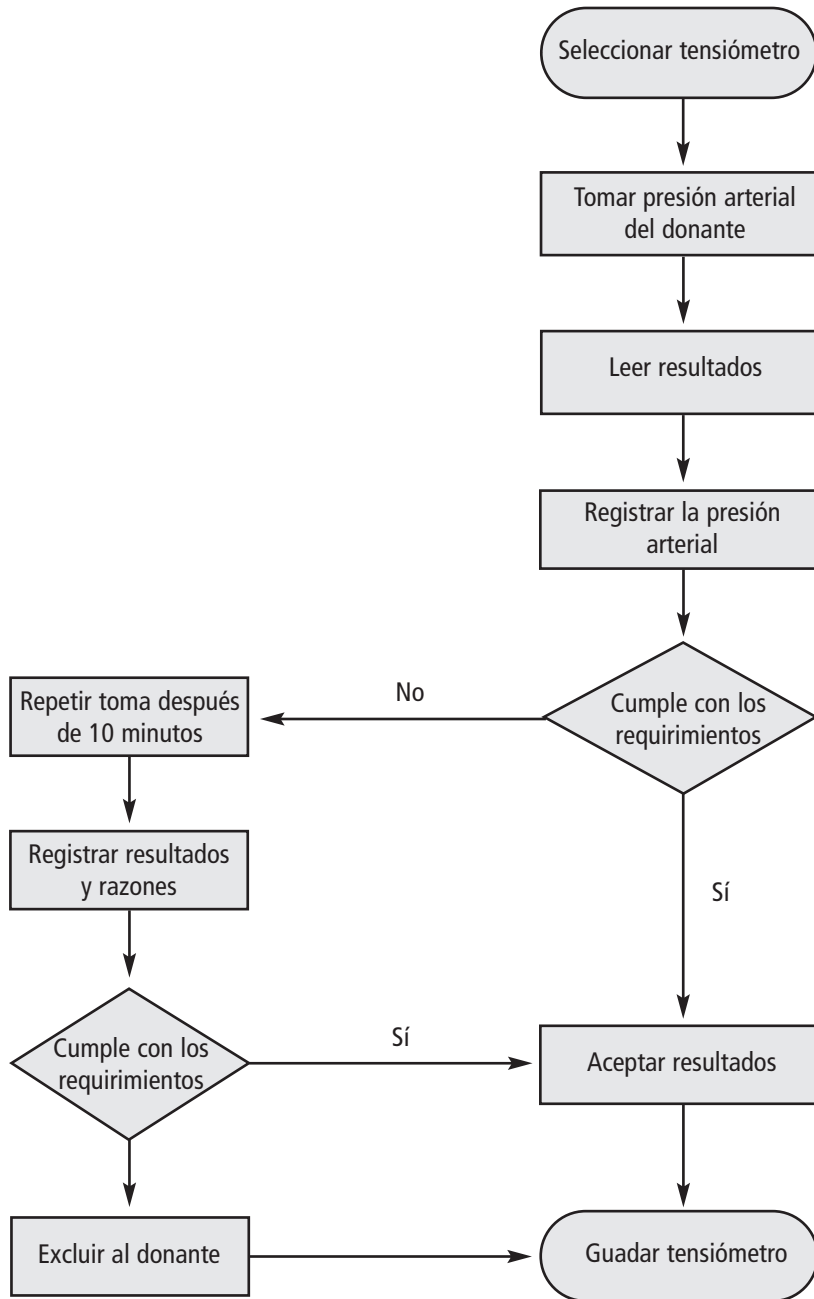 Seleccionar tensiómetro
Tomar presión arterial
del donante
Leer resultados
Registrar la presión
arterial
Cumple con los
requirimientos
No
Repetir toma después
de 10 minutos
Registrar resultados
y razones
Sí
Cumple con los
requirimientos
Sí
Aceptar resultados
Excluir al donante
Guadar tensiómetro